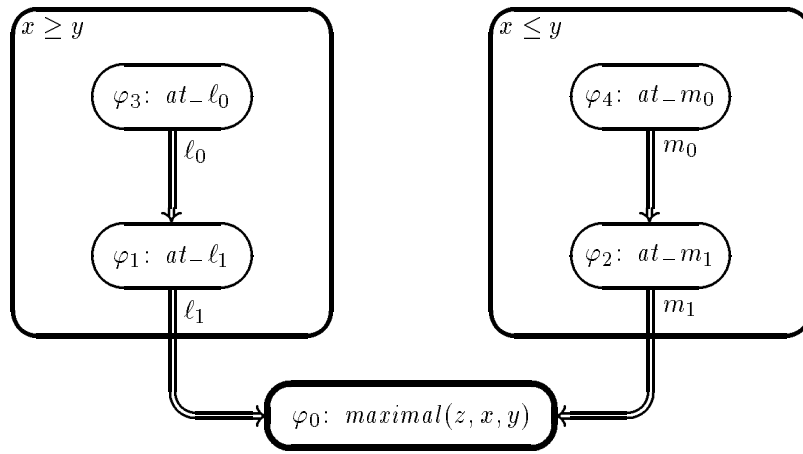 x ≥ y
x ≤ y
φ₃: at_ℓ₀
φ₄: at_m₀
ℓ₀
m₀
φ₁: at_ℓ₁
φ₂: at_m₁
ℓ₁
m₁
φ₀: maximal(z, x, y)